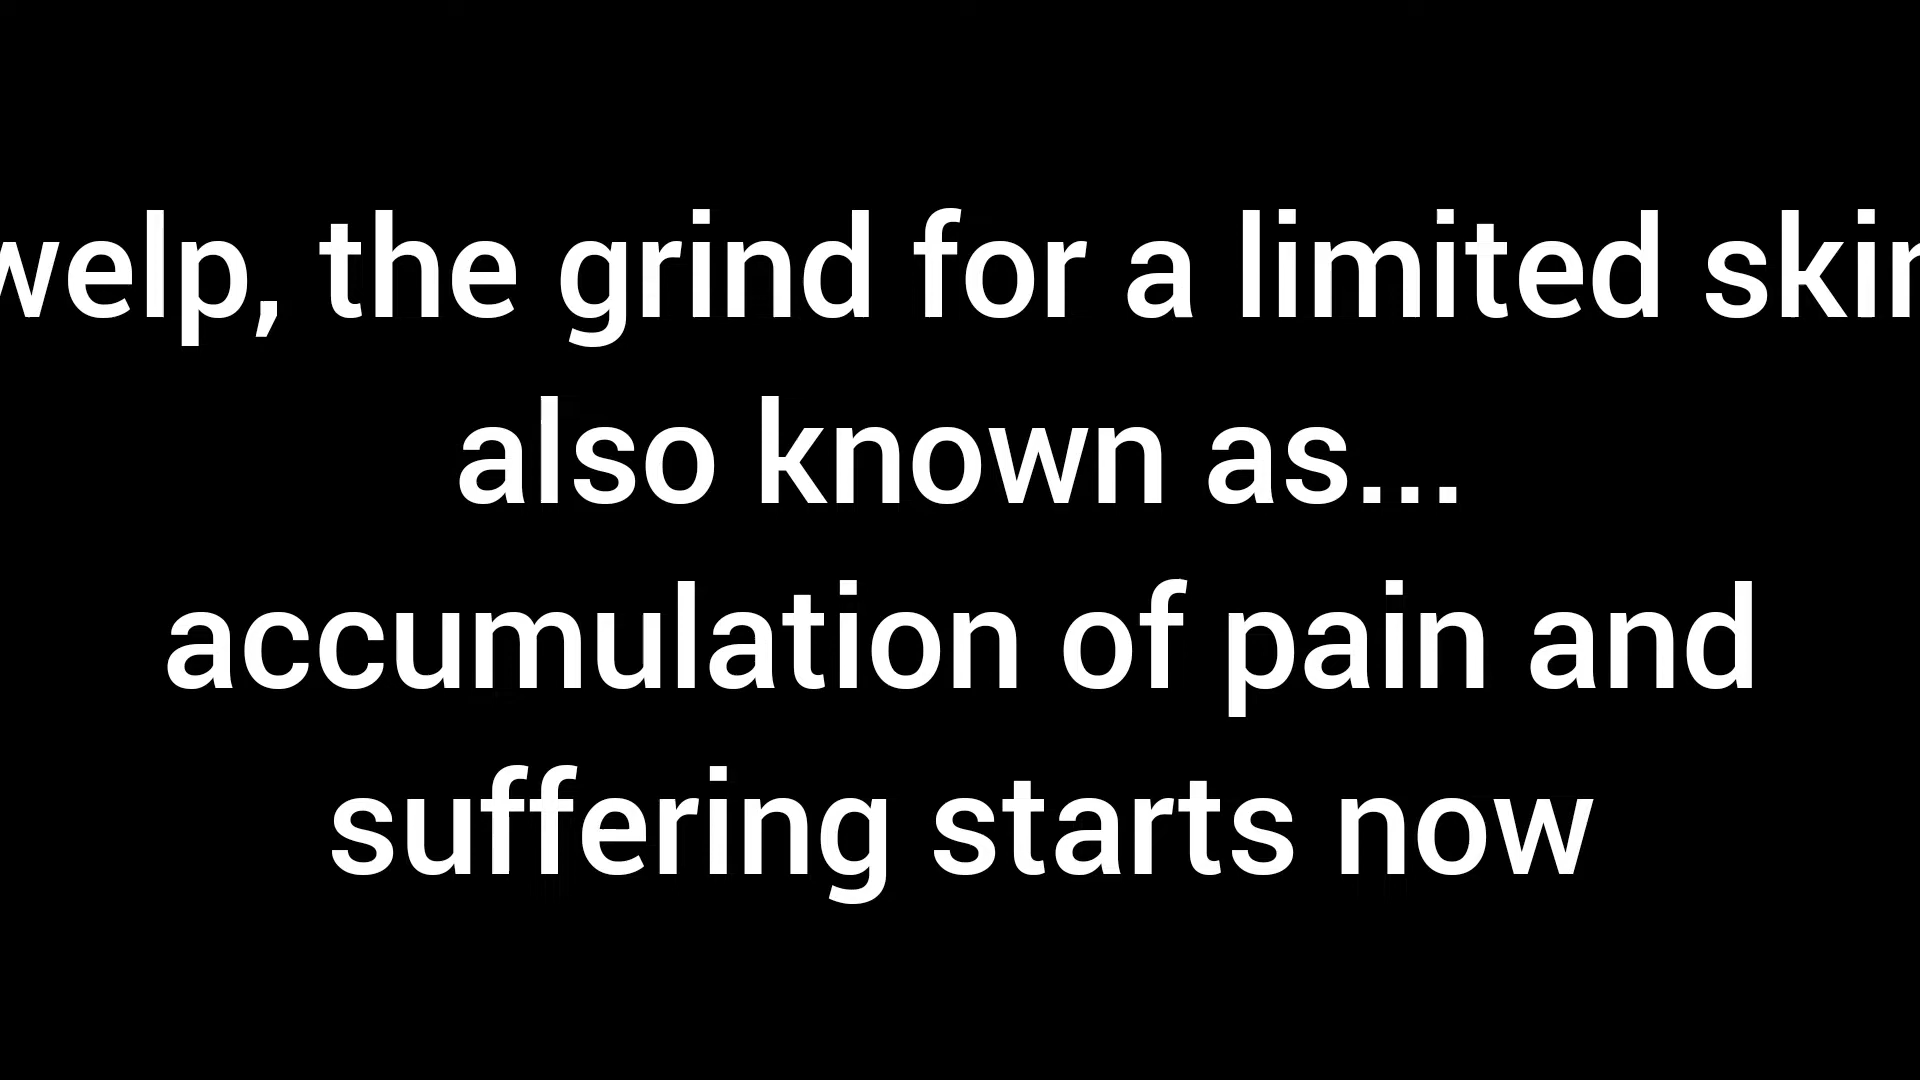 welp, the grind for a limited skin
also known as...
accumulation of pain and
suffering starts now